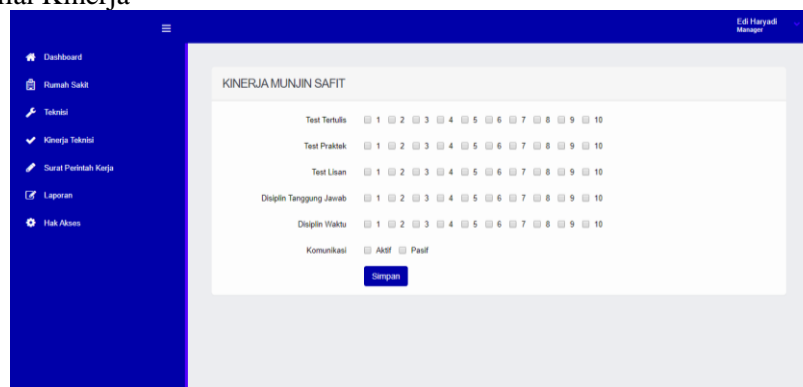 Kinerja
Edi Haryadi
Manager
Dashboard
Rumah Sakit
Teknisi
Kinerja Teknisi
Surat Perintah Kerja
Laporan
Hak Akses
KINERJA MUNJIN SAFIT
Test Tertulis 1 2 3 4 5 6 7 8 9 10
Test Praktek 1 2 3 4 5 6 7 8 9 10
Test Lisan 1 2 3 4 5 6 7 8 9 10
Disiplin Tanggung Jawab 1 2 3 4 5 6 7 8 9 10
Disiplin Waktu 1 2 3 4 5 6 7 8 9 10
Komunikasi Aktif Pasif
Simpan